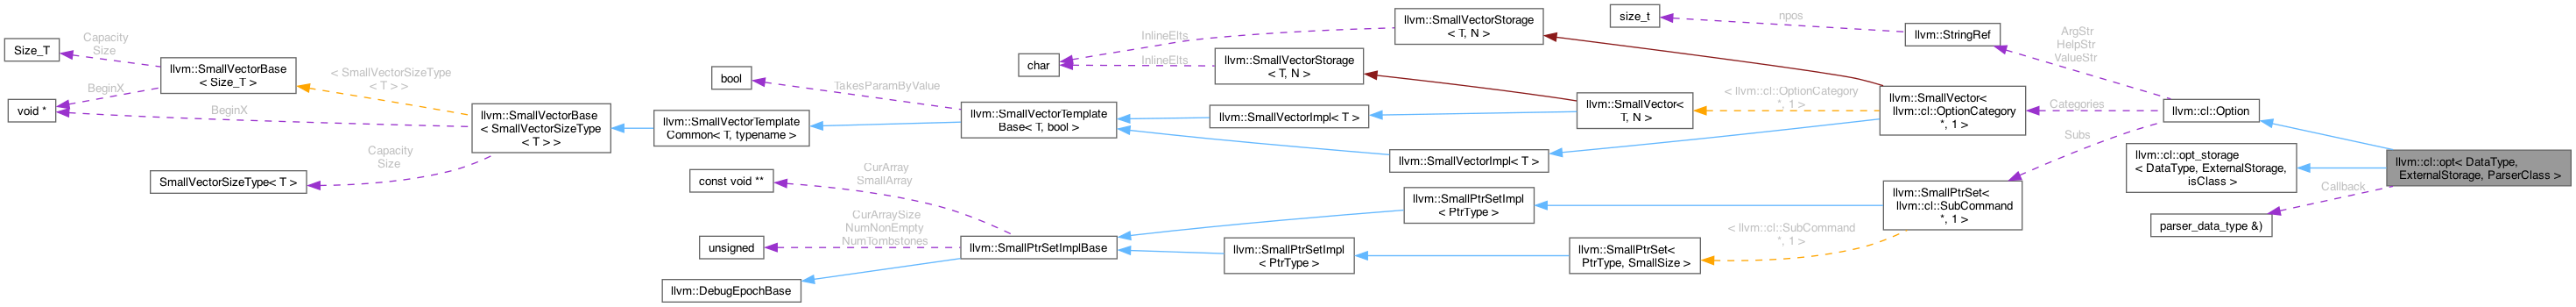 Size_T
void *
Capacity
Size
BeginX
llvm::SmallVectorBase
< Size_T >
< SmallVectorSizeType
< T > >
BeginX
Capacity
Size
SmallVectorSizeType< T >
llvm::SmallVectorBase
< SmallVectorSizeType
< T > >
llvm::SmallVectorTemplate
Common< T, typename >
bool
TakesParamByValue
const void **
CurArray
SmallArray
unsigned
CurArraySize
NumNonEmpty
NumTombstones
llvm::DebugEpochBase
llvm::SmallVectorTemplate
Base< T, bool >
llvm::SmallPtrSetImplBase
char
InlineElts
InlineElts
llvm::SmallVectorStorage
< T, N >
llvm::SmallVectorStorage
< T, N >
llvm::SmallVectorImpl< T >
llvm::SmallVectorImpl< T >
llvm::SmallPtrSetImpl
< PtrType >
llvm::SmallPtrSetImpl
< PtrType >
llvm::SmallVector<
T, N >
< llvm::cl::OptionCategory
*, 1 >
llvm::SmallPtrSet<
PtrType, SmallSize >
< llvm::cl::SubCommand
*, 1 >
size_t
npos
llvm::StringRef
llvm::SmallVector<
llvm::cl::OptionCategory
*, 1 >
llvm::SmallPtrSet<
llvm::cl::SubCommand
*, 1 >
ArgStr
HelpStr
ValueStr
Categories
Subs
llvm::cl::Option
llvm::cl::opt_storage
< DataType, ExternalStorage,
isClass >
Callback
parser_data_type &)
llvm::cl::opt< DataType,
ExternalStorage, ParserClass >